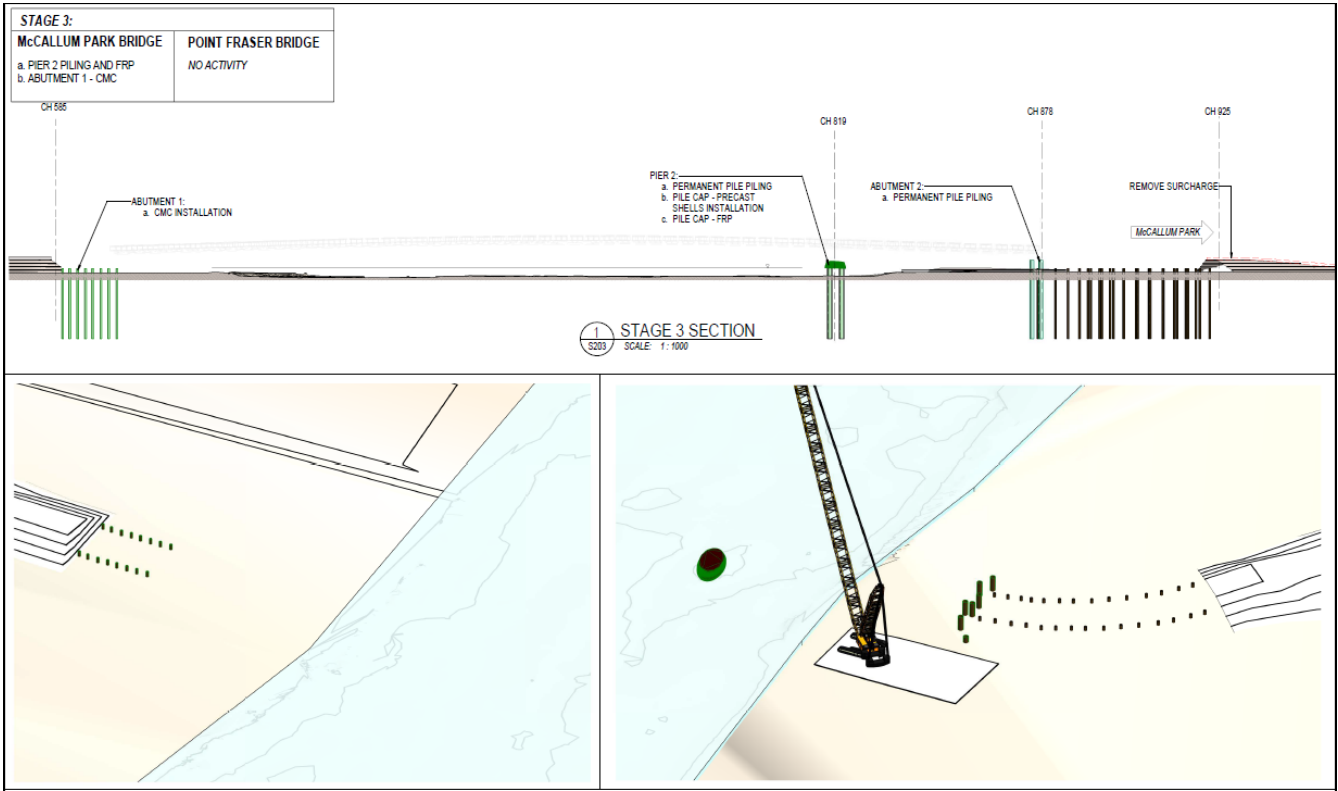 STAGE 3:
McCALLUM PARK BRIDGE
a. PIER 2 PILING AND FRP
b. ABUTMENT 1 - CMC
POINT FRASER BRIDGE
NO ACTIVITY
CH 585
CH 819
CH 878
CH 925
ABUTMENT 1:
a. CMC INSTALLATION
PIER 2:
a. PERMANENT PILE PILING
b. PILE CAP - PRECAST
SHELLS INSTALLATION
c. PILE CAP - FRP
ABUTMENT 2:
a. PERMANENT PILE PILING
REMOVE SURCHARGE
McCALLUM PARK
1
S203
STAGE 3 SECTION
SCALE: 1 : 1000